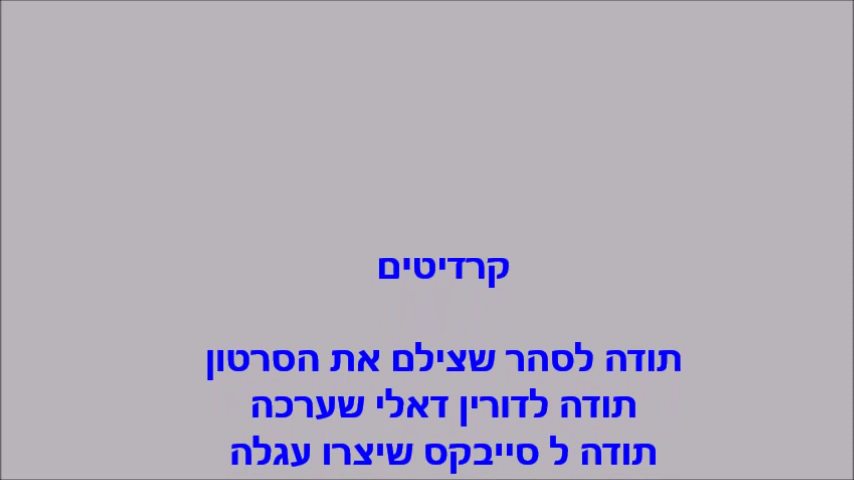 קרדיטים
תודה לסהר שצילם את הסרטון
תודה לדורין דאלי שערכה
תודה ל סייבקס שיצרו עגלה